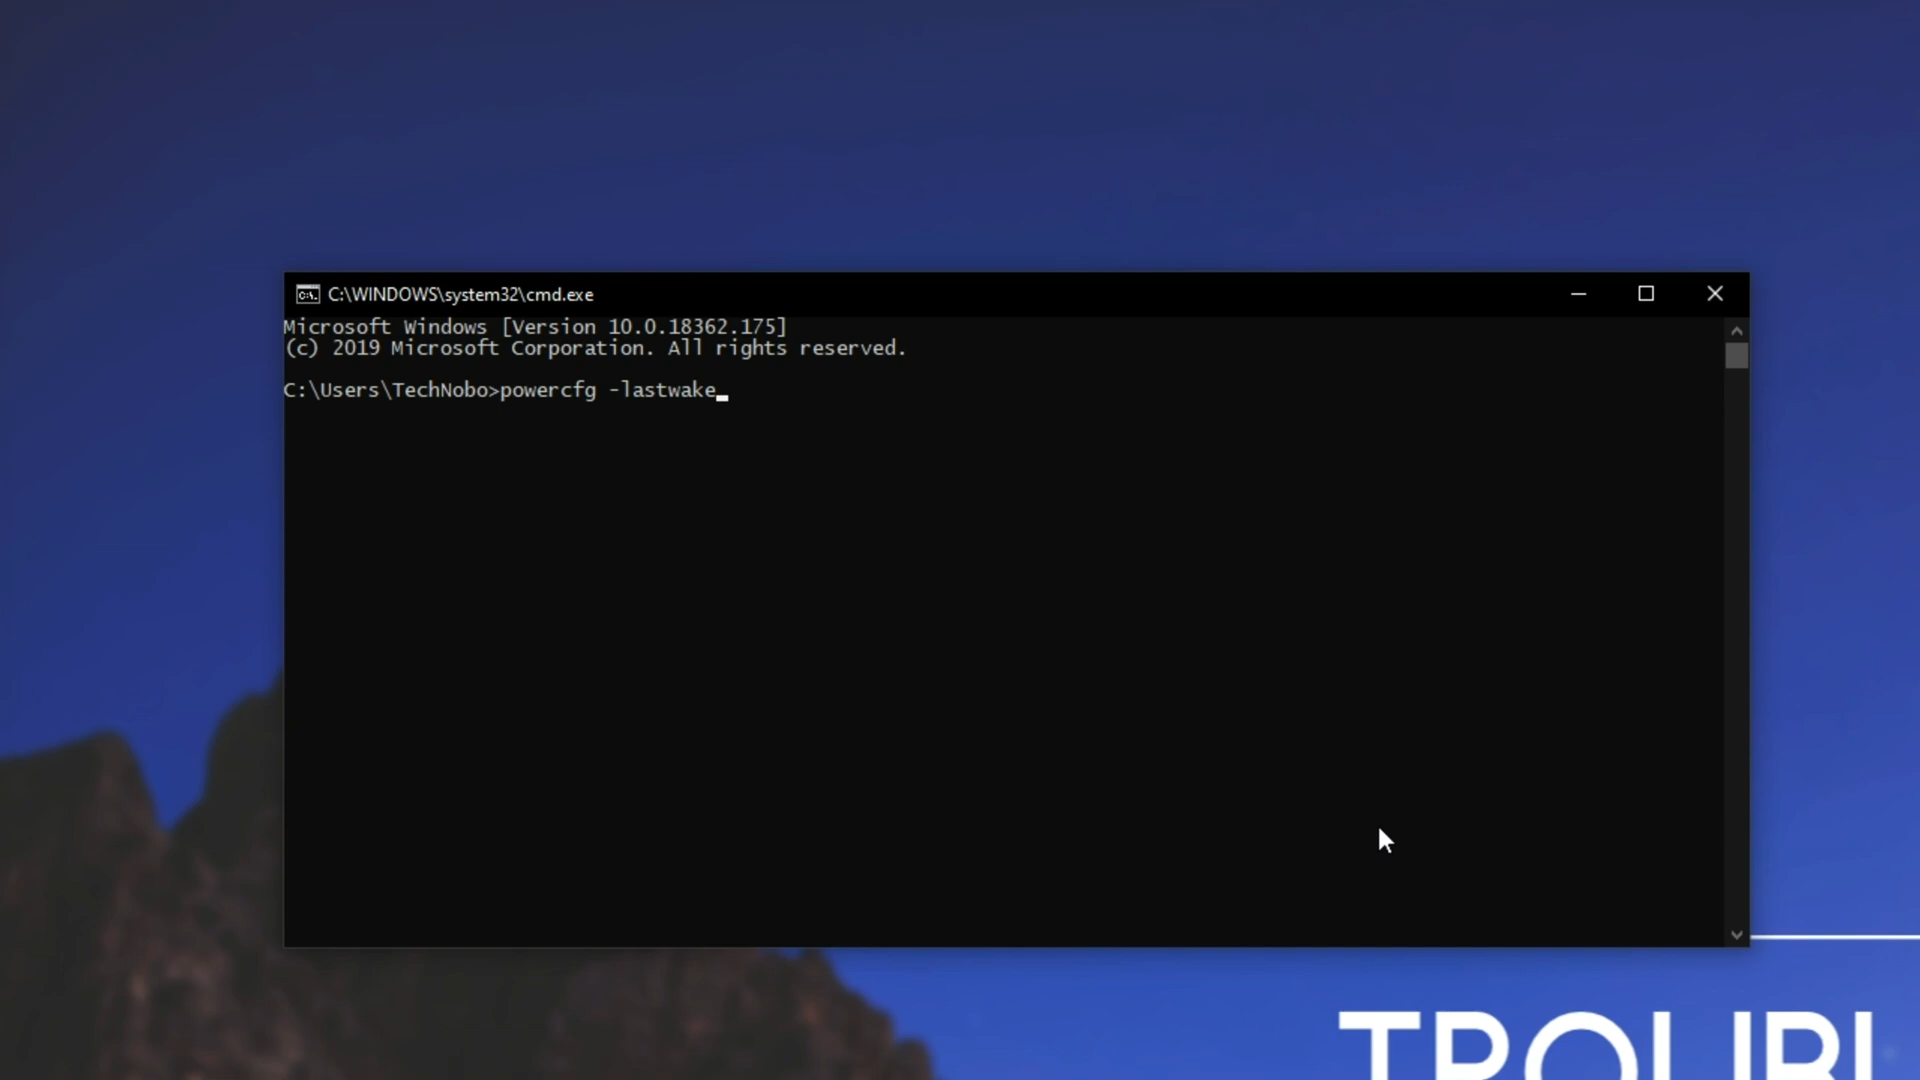 C:\WINDOWS\system32\cmd.exe
Microsoft Windows [Version 10.0.18362.175]
(c) 2019 Microsoft Corporation. All rights reserved.
C:\Users\TechNobo>powercfg -lastwake
TROUBL